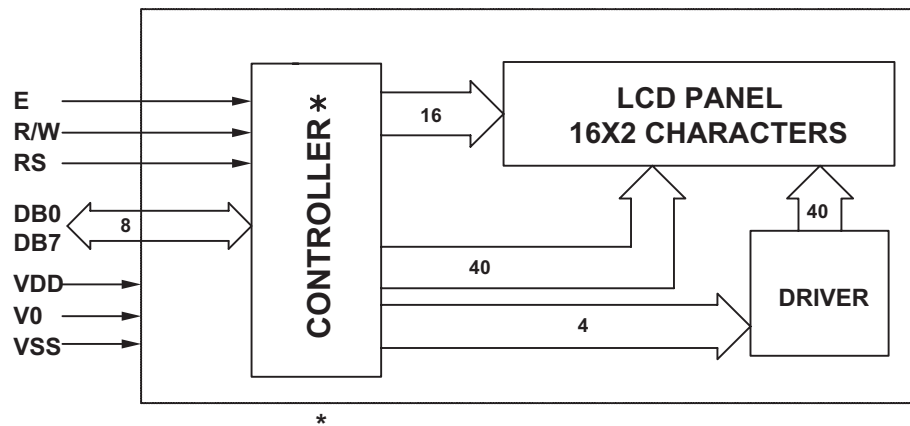 E
R/W
RS
DB0
DB7
VDD
V0
VSS
8
CONTROLLER*
16
40
4
LCD PANEL
16X2 CHARACTERS
40
DRIVER
*